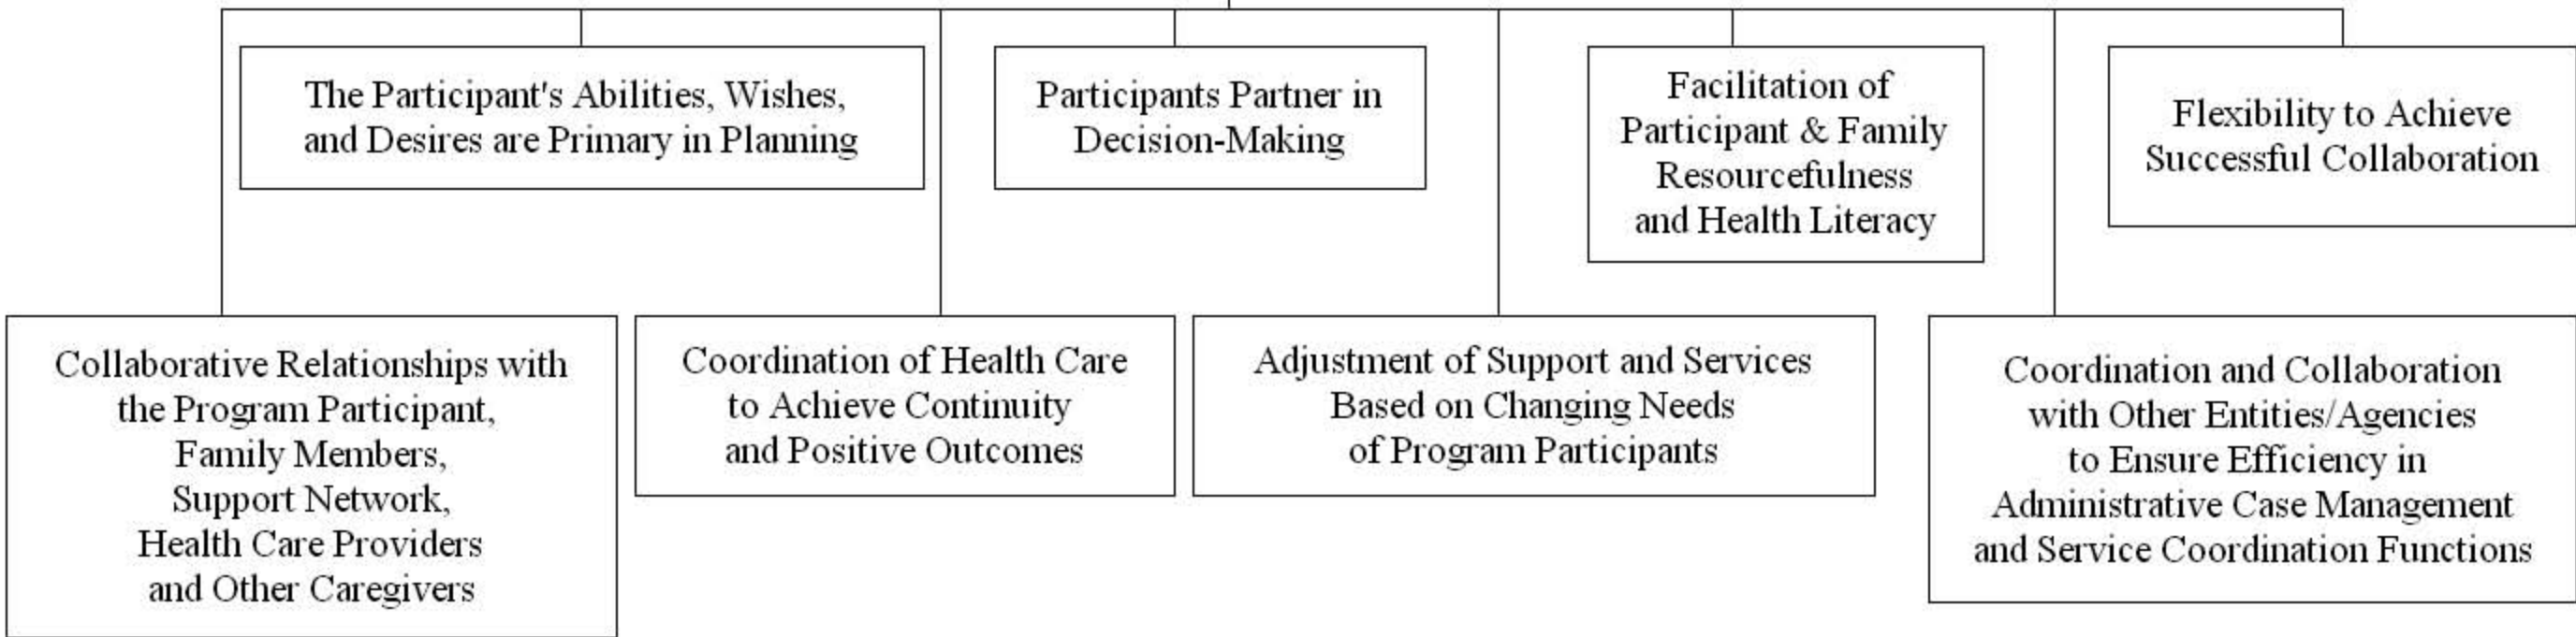 The Participant's Abilities, Wishes,
and Desires are Primary in Planning
Participants Partner in
Decision-Making
Facilitation of
Participant & Family
Resourcefulness
and Health Literacy
Flexibility to Achieve
Successful Collaboration
Collaborative Relationships with
the Program Participant,
Family Members,
Support Network,
Health Care Providers
and Other Caregivers
Coordination of Health Care
to Achieve Continuity
and Positive Outcomes
Adjustment of Support and Services
Based on Changing Needs
of Program Participants
Coordination and Collaboration
with Other Entities/Agencies
to Ensure Efficiency in
Administrative Case Management
and Service Coordination Functions